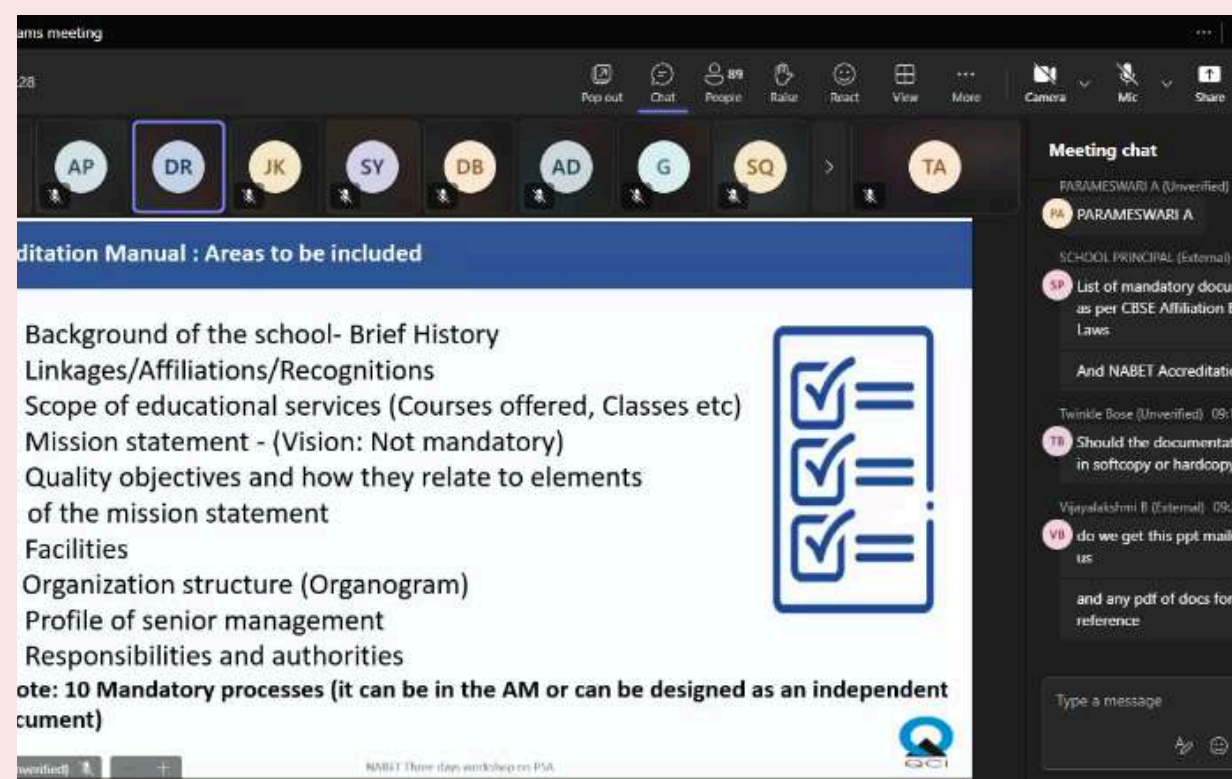 ams meeting
:28
Pop out
Chat
89
People
Raise
React
View
More
Camera
Mic
Share
AP
DR
JK
SY
DB
AD
G
SQ
TA
ditation Manual : Areas to be included
Background of the school- Brief History
Linkages/Affiliations/Recognitions
Scope of educational services (Courses offered, Classes etc)
Mission statement - (Vision: Not mandatory)
Quality objectives and how they relate to elements
of the mission statement
Facilities
Organization structure (Organogram)
Profile of senior management
Responsibilities and authorities
ote: 10 Mandatory processes (it can be in the AM or can be designed as an independent
cument)
QCI
NABET Three days workshop on PSA
Meeting chat
PARAMESWARI A (Unverified)
PA
PARAMESWARI A
SCHOOL PRINCIPAL (External)
SP
List of mandatory docu
as per CBSE Affiliation B
Laws
And NABET Accreditatio
Twinkle Bose (Unverified) 09:
TB
Should the documentat
in softcopy or hardcopy
Vijayalakshmi B (External) 09:
VB
do we get this ppt maile
us
and any pdf of docs for
reference
Type a message